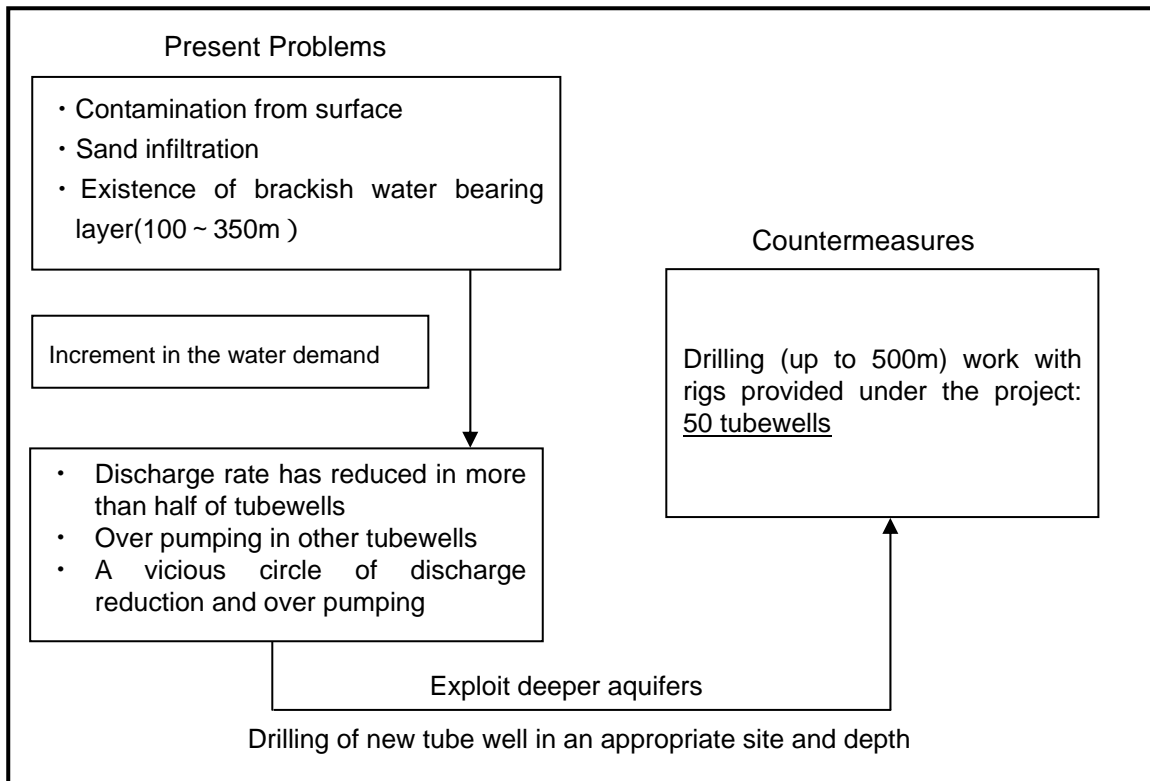 Present Problems
・Contamination from surface
・Sand infiltration
・Existence of brackish water bearing
layer(100～350m）
Increment in the water demand
・ Discharge rate has reduced in more
than half of tubewells
・ Over pumping in other tubewells
・ A vicious circle of discharge
reduction and over pumping
Countermeasures
Drilling (up to 500m) work with
rigs provided under the project:
50 tubewells
Exploit deeper aquifers
Drilling of new tube well in an appropriate site and depth